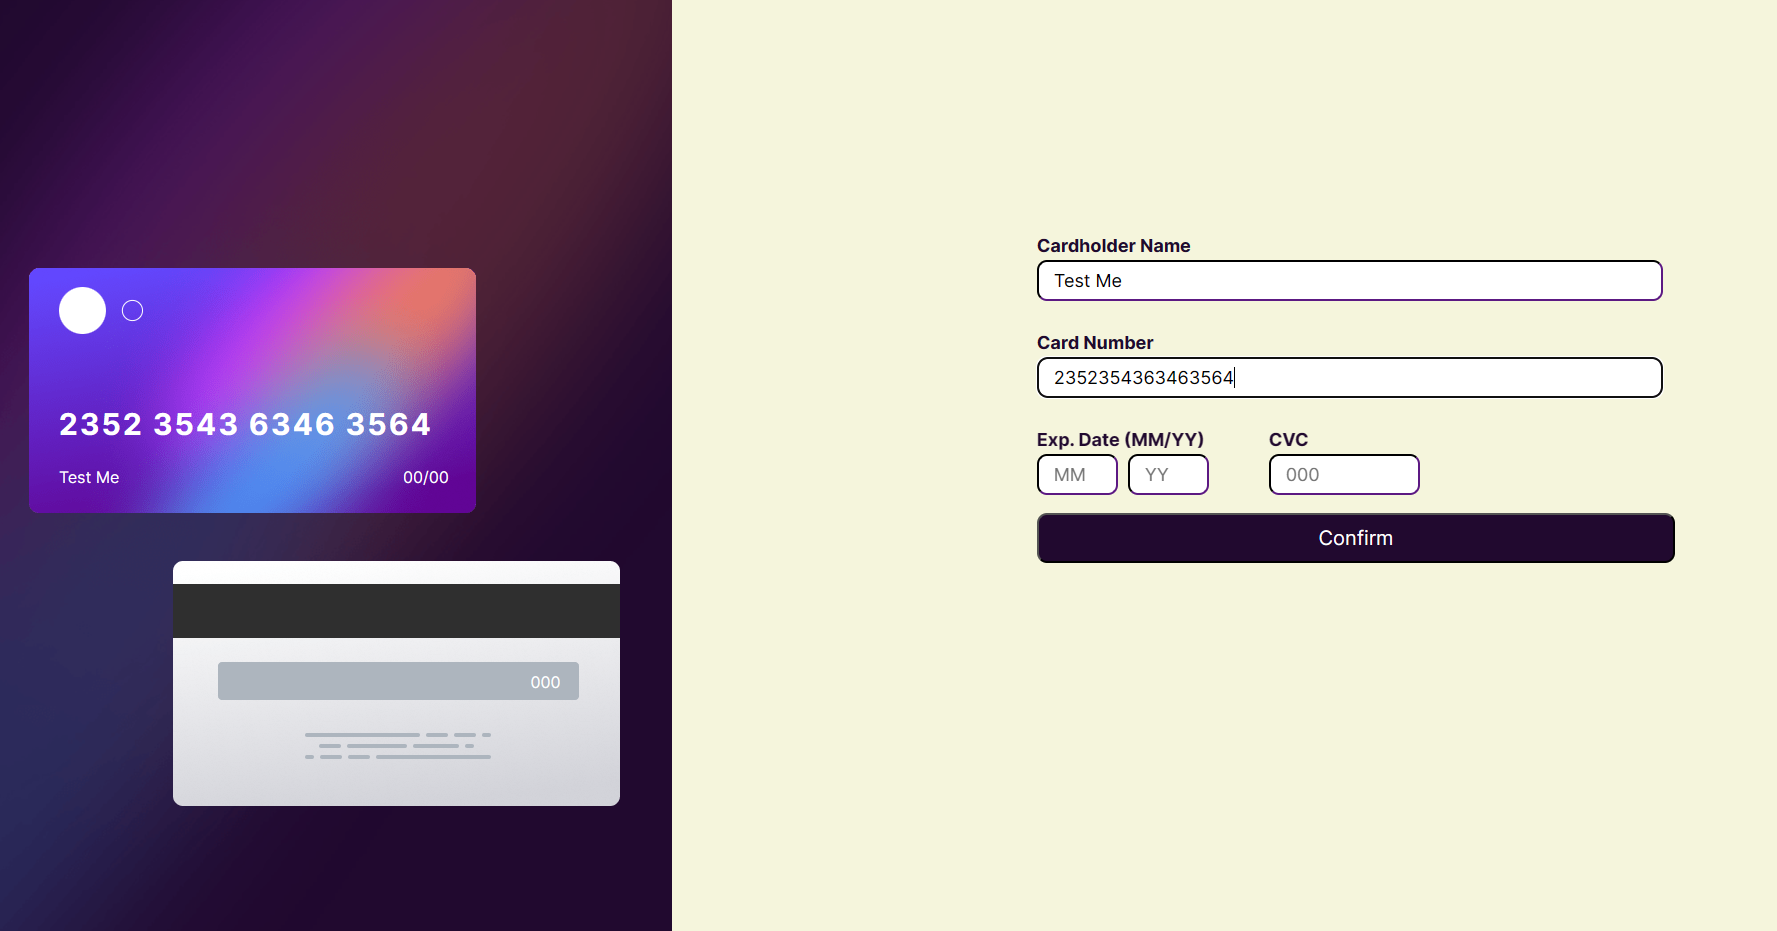 2352 3543 6346 3564
Test Me 00/00
000
Cardholder Name
Test Me
Card Number
2352354363463564
Exp. Date (MM/YY) CVC
MM YY 000
Confirm